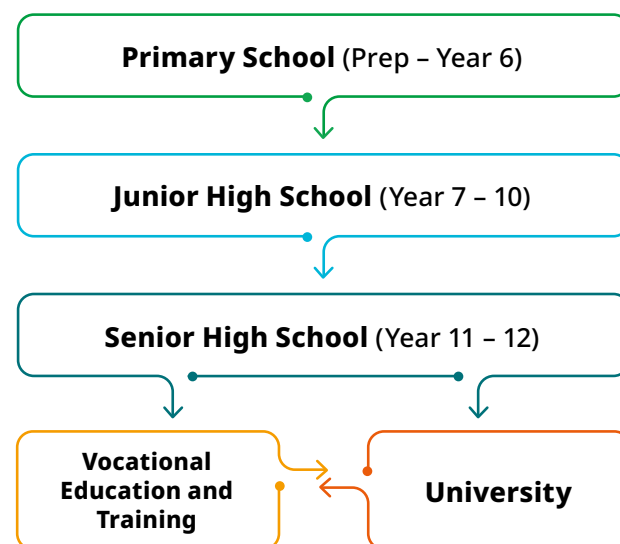 Primary School (Prep – Year 6)
Junior High School (Year 7 – 10)
Senior High School (Year 11 – 12)
Vocational
Education and
Training
University